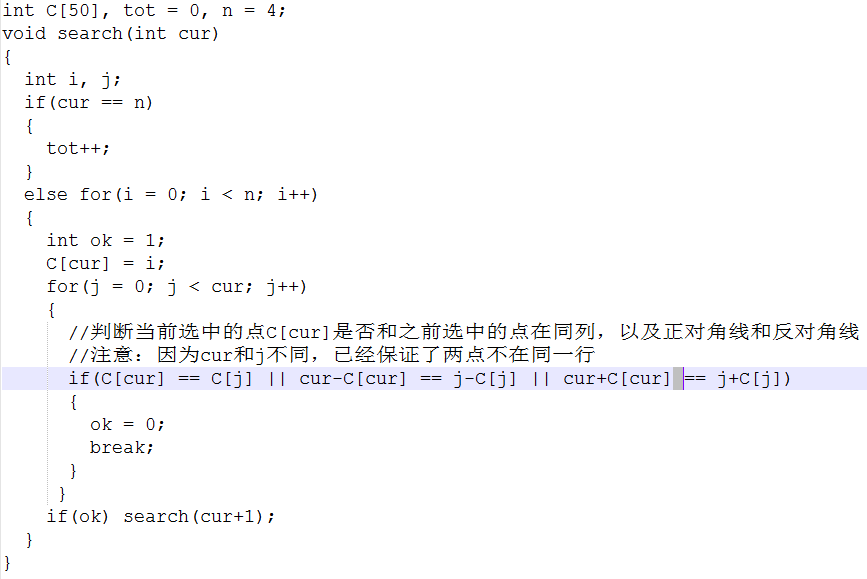 int C[50], tot = 0, n = 4;
void search(int cur)
{
  int i, j;
  if(cur == n)
  {
    tot++;
  }
  else for(i = 0; i < n; i++)
  {
    int ok = 1;
    C[cur] = i;
    for(j = 0; j < cur; j++)
    {
      //判断当前选中的点C[cur]是否和之前选中的点在同列，以及正对角线和反对角线
      //注意：因为cur和j不同，已经保证了两点不在同一行
      if(C[cur] == C[j] || cur-C[cur] == j-C[j] || cur+C[cur] == j+C[j])
      {
        ok = 0;
        break;
      }
     }
    if(ok) search(cur+1);
  }
}